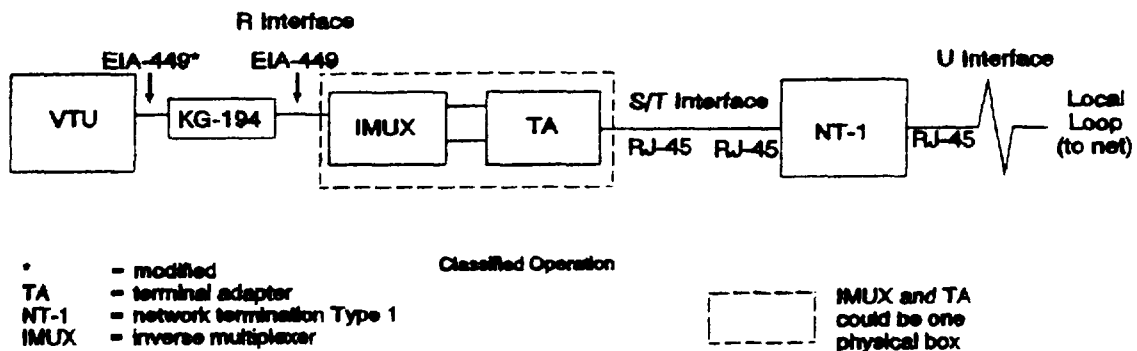 R Interface
EIA-449* EIA-449
U Interface
VTU
KG-194
IMUX
TA
S/T Interface
RJ-45 RJ-45
NT-1
RJ-45
Local
Loop
(to net)
Classified Operation
* = modified
TA = terminal adapter
NT-1 = network termination Type 1
IMUX = inverse multiplexer
IMUX and TA
could be one
physical box